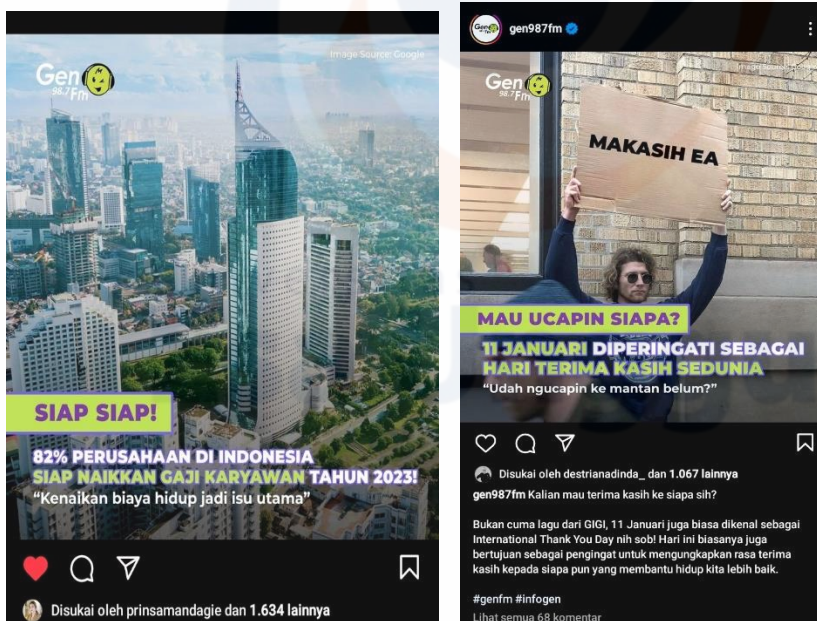 Image Source: Google
Gen
98.7 Fm
SIAP SIAP!
82% PERUSAHAAN DI INDONESIA
SIAP NAIKKAN GAJI KARYAWAN TAHUN 2023!
“Kenaikan biaya hidup jadi isu utama”
Disukai oleh prinsamandagie dan 1.634 lainnya
gen987fm
Gen
98.7 Fm
MAKASIH EA
MAU UCAPIN SIAPA?
11 JANUARI DIPERINGATI SEBAGAI
HARI TERIMA KASIH SEDUNIA
“Udah ngucapin ke mantan belum?”
Disukai oleh destrianadinda_ dan 1.067 lainnya
gen987fm Kalian mau terima kasih ke siapa sih?
Bukan cuma lagu dari GIGI, 11 Januari juga biasa dikenal sebagai
International Thank You Day nih sob! Hari ini biasanya juga
bertujuan sebagai pengingat untuk mengungkapkan rasa terima
kasih kepada siapa pun yang membantu hidup kita lebih baik.
#genfm #infogen
Lihat semua 68 komentar